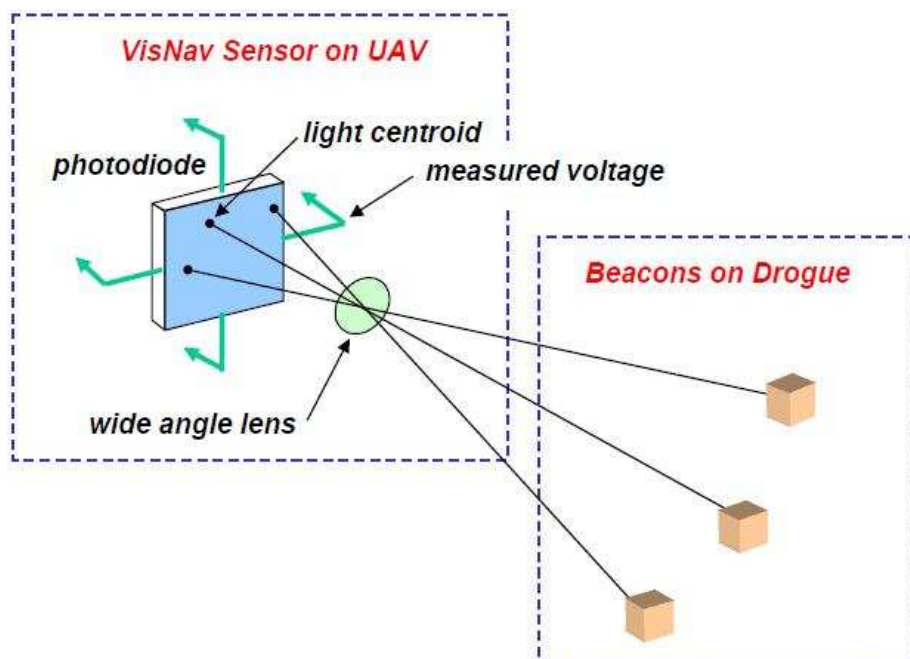 VisNav Sensor on UAV
light centroid
photodiode
measured voltage
Beacons on Drogue
wide angle lens